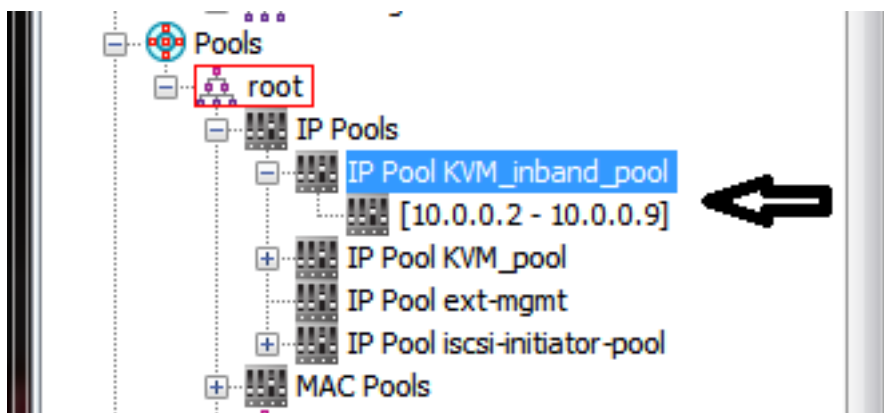 Pools
root
IP Pools
IP Pool KVM_inband_pool
[10.0.0.2 - 10.0.0.9]
IP Pool KVM_pool
IP Pool ext-mgmt
IP Pool iscsi-initiator-pool
MAC Pools